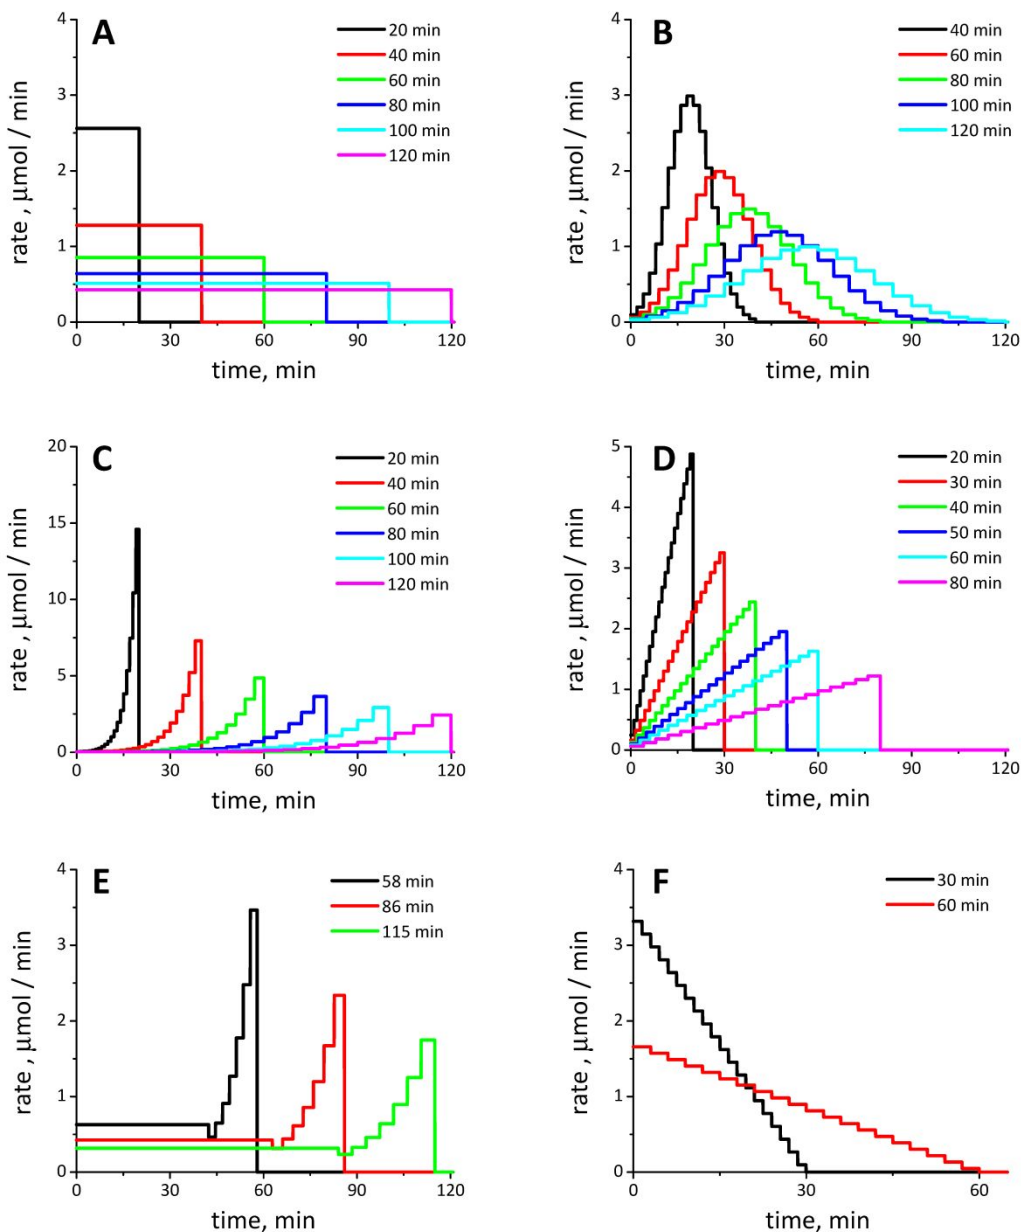 A
20 min
40 min
60 min
80 min
100 min
120 min
rate , μmol / min
4
3
2
1
0
0 30 60 90 120
time, min
B
40 min
60 min
80 min
100 min
120 min
rate , μmol / min
4
3
2
1
0
0 30 60 90 120
time, min
C
20 min
40 min
60 min
80 min
100 min
120 min
rate , μmol / min
20
15
10
5
0
0 30 60 90 120
time, min
D
20 min
30 min
40 min
50 min
60 min
80 min
rate , μmol / min
5
4
3
2
1
0
0 30 60 90 120
time, min
E
58 min
86 min
115 min
rate , μmol / min
4
3
2
1
0
0 30 60 90 120
time, min
F
30 min
60 min
rate , μmol / min
4
3
2
1
0
0 30 60
time, min